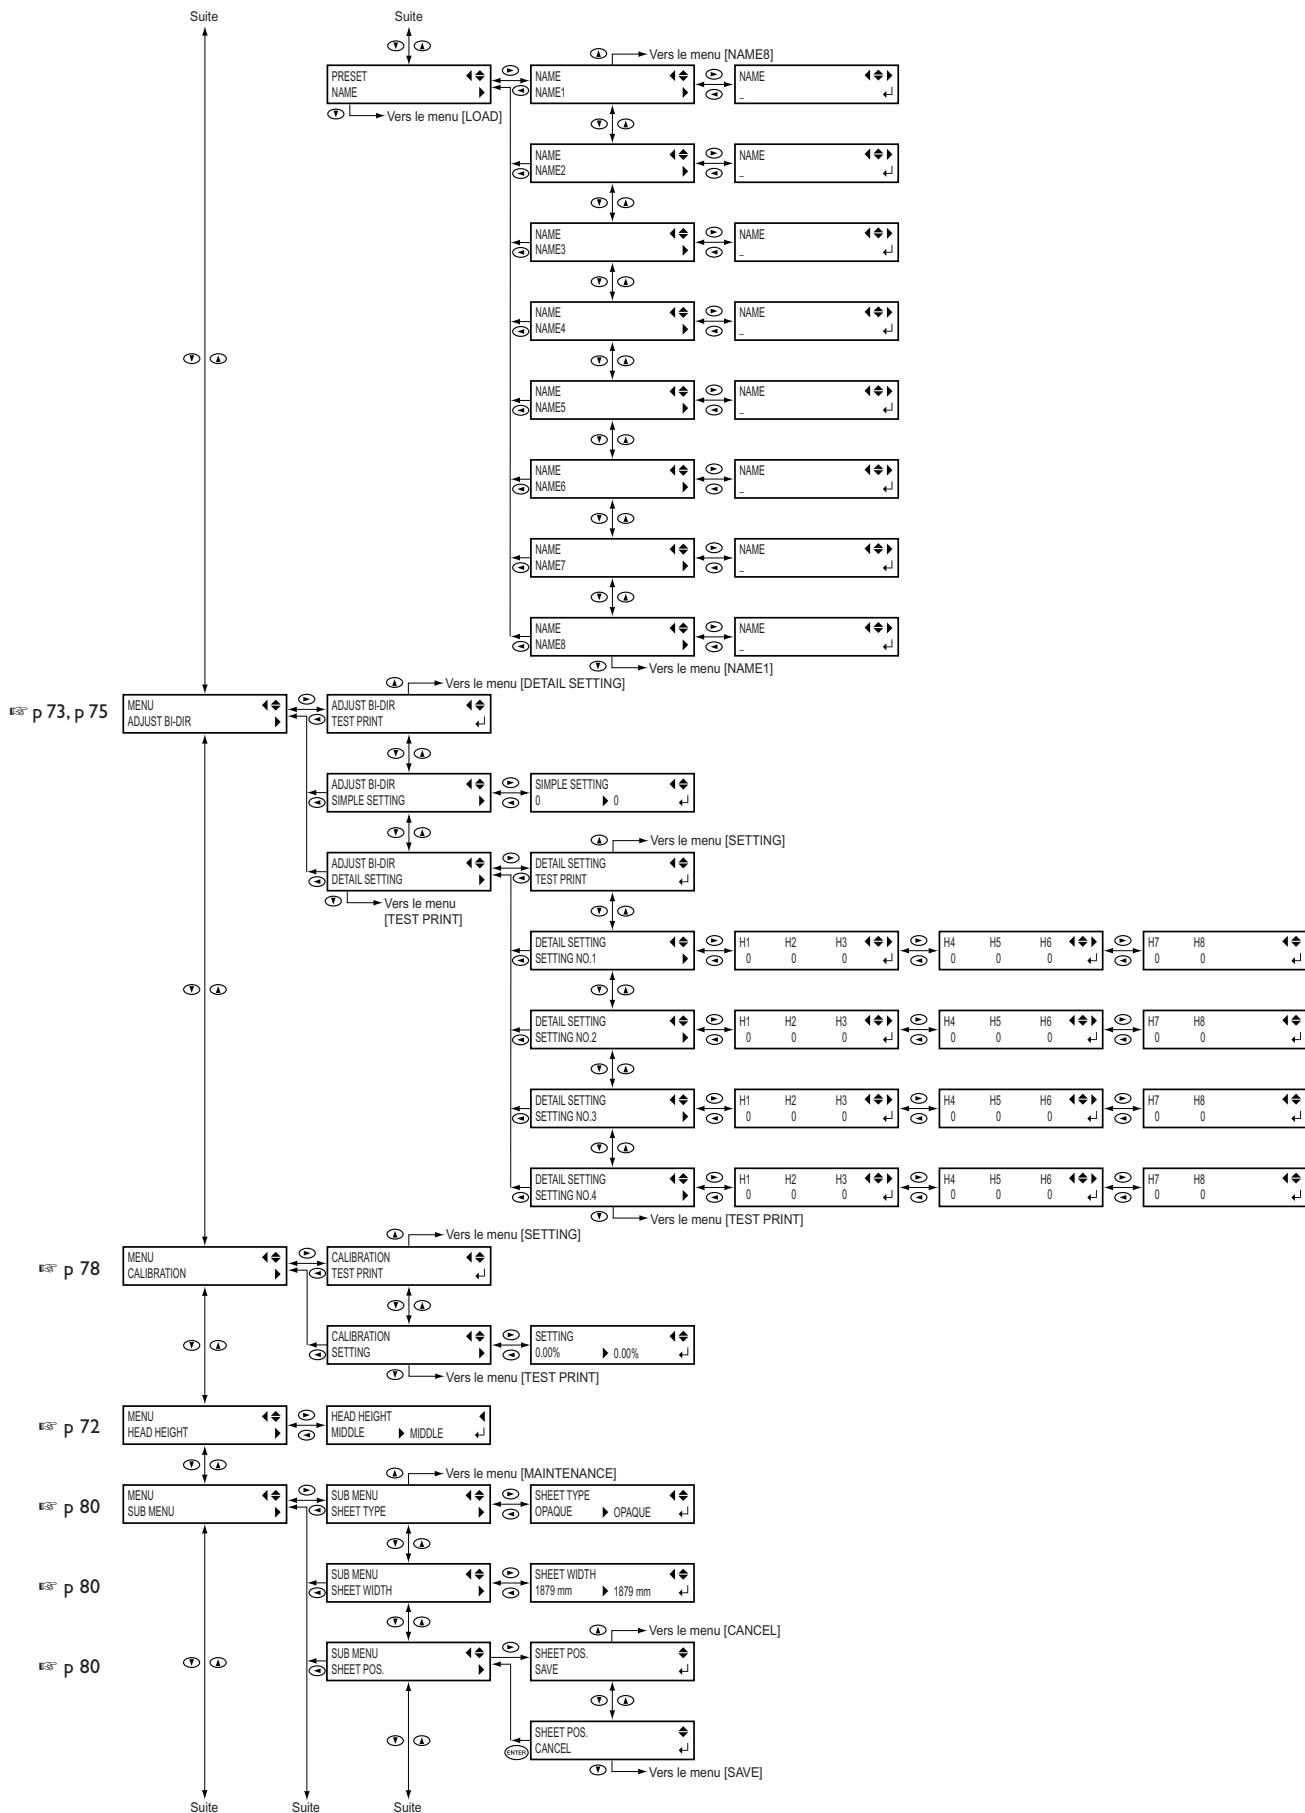 Suite Suite
Vers le menu [NAME8]
PRESET
NAME
NAME
NAME1
NAME
_
Vers le menu [LOAD]
NAME
NAME2
NAME
_
NAME
NAME3
NAME
_
NAME
NAME4
NAME
_
NAME
NAME5
NAME
_
NAME
NAME6
NAME
_
NAME
NAME7
NAME
_
NAME
NAME8
NAME
_
Vers le menu [NAME1]
Vers le menu [DETAIL SETTING]
p 73, p 75
MENU
ADJUST BI-DIR
ADJUST BI-DIR
TEST PRINT
ADJUST BI-DIR
SIMPLE SETTING
SIMPLE SETTING
0 0
Vers le menu [SETTING]
ADJUST BI-DIR
DETAIL SETTING
DETAIL SETTING
TEST PRINT
Vers le menu
[TEST PRINT]
DETAIL SETTING
SETTING NO.1
H1 H2 H3
0 0 0
H4 H5 H6
0 0 0
H7 H8
0 0
DETAIL SETTING
SETTING NO.2
H1 H2 H3
0 0 0
H4 H5 H6
0 0 0
H7 H8
0 0
DETAIL SETTING
SETTING NO.3
H1 H2 H3
0 0 0
H4 H5 H6
0 0 0
H7 H8
0 0
DETAIL SETTING
SETTING NO.4
H1 H2 H3
0 0 0
H4 H5 H6
0 0 0
H7 H8
0 0
Vers le menu [TEST PRINT]
Vers le menu [SETTING]
p 78
MENU
CALIBRATION
CALIBRATION
TEST PRINT
CALIBRATION
SETTING
SETTING
0.00% 0.00%
Vers le menu [TEST PRINT]
p 72
MENU
HEAD HEIGHT
HEAD HEIGHT
MIDDLE MIDDLE
Vers le menu [MAINTENANCE]
p 80
MENU
SUB MENU
SUB MENU
SHEET TYPE
SHEET TYPE
OPAQUE OPAQUE
p 80
SUB MENU
SHEET WIDTH
SHEET WIDTH
1879 mm 1879 mm
Vers le menu [CANCEL]
p 80
SUB MENU
SHEET POS.
SHEET POS.
SAVE
SHEET POS.
CANCEL
ENTER
Vers le menu [SAVE]
Suite Suite Suite